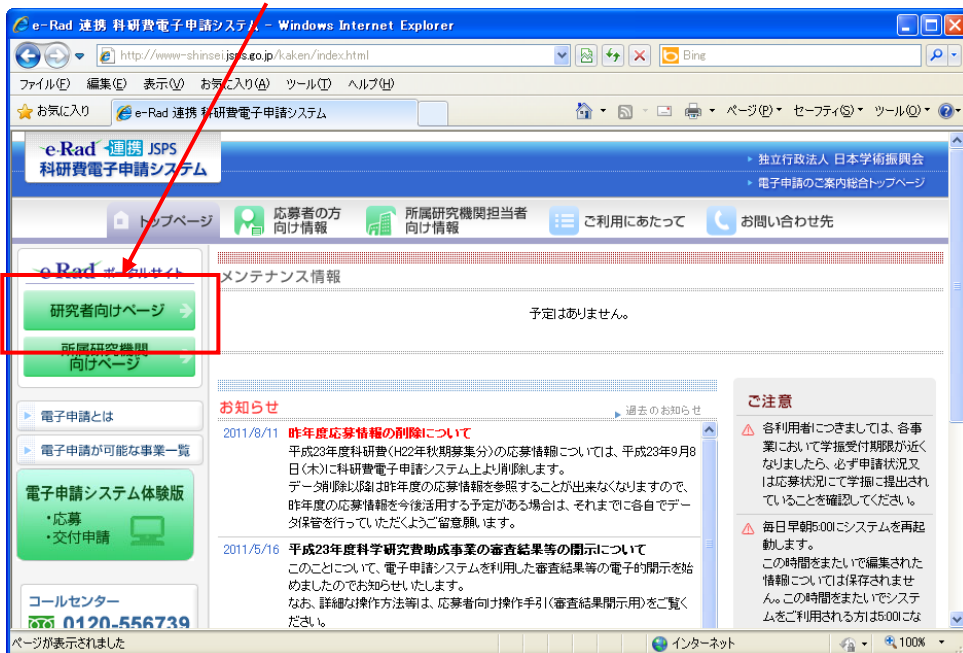 e-Rad 連携 科研費電子申請システム - Windows Internet Explorer
http://www-shinsei.jsps.go.jp/kaken/index.html
Bing
ファイル(F) 編集(E) 表示(V) お気に入り(A) ツール(T) ヘルプ(H)
お気に入り
e-Rad 連携 科研費電子申請システム
ページ(P) セーフティ(S) ツール(O)
e-Rad 連携 JSPS
科研費電子申請システム
独立行政法人 日本学術振興会
電子申請のご案内総合トップページ
トップページ
応募者の方
向け情報
所属研究機関担当者
向け情報
ご利用にあたって
お問い合わせ先
e-Rad ポータルサイト
研究者向けページ
所属研究機関
向けページ
電子申請とは
電子申請が可能な事業一覧
電子申請システム体験版
・応募
・交付申請
コールセンター
0120-556739
メンテナンス情報
予定はありません。
お知らせ
過去のお知らせ
2011/8/11 昨年度応募情報の削除について
平成23年度科研費(H22年秋期募集分)の応募情報については、平成23年9月8
日(木)に科研費電子申請システム上より削除します。
データ削除以降は昨年度の応募情報を参照することが出来なくなりますので、
昨年度の応募情報を今後活用する予定がある場合は、それまでに各自でデー
タ保管を行っていただくようご留意願います。
2011/5/16 平成23年度科学研究費助成事業の審査結果等の開示について
このことについて、電子申請システムを利用した審査結果等の電子的開示を始
めましたのでお知らせいたします。
なお、詳細な操作方法等は、応募者向け操作手引(審査結果開示用)をご覧く
ださい。
ご注意
各利用者につきましては、各事
業において学振受付期限が近く
なりましたら、必ず申請状況又
は応募状況にて学振に提出され
ていることを確認してください。
毎日早朝5:00にシステムを再起
動します。
この時間をまたいで編集された
情報については保存されませ
ん。この時間をまたいでシステ
ムをご利用される方は5:00にな
ページが表示されました
インターネット
100%